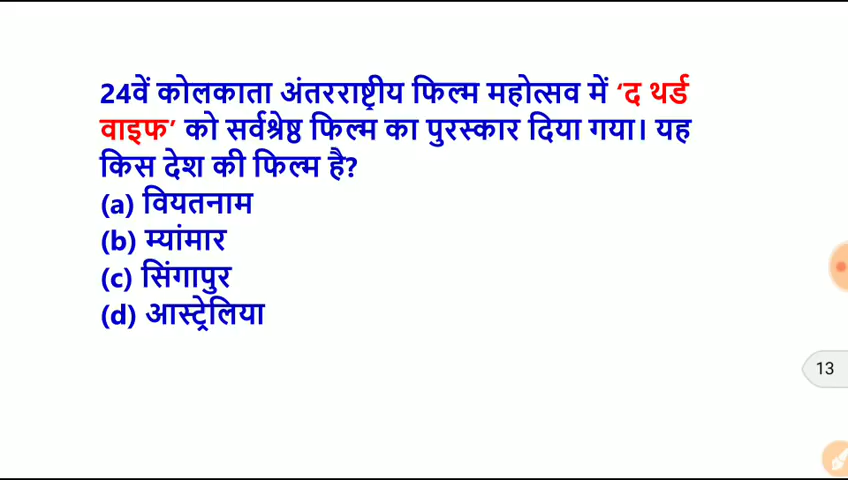 24वें कोलकाता अंतरराष्ट्रीय फिल्म महोत्सव में ‘द थर्ड
वाइफ’ को सर्वश्रेष्ठ फिल्म का पुरस्कार दिया गया। यह
किस देश की फिल्म है?
(a) वियतनाम
(b) म्यांमार
(c) सिंगापुर
(d) आस्ट्रेलिया
13